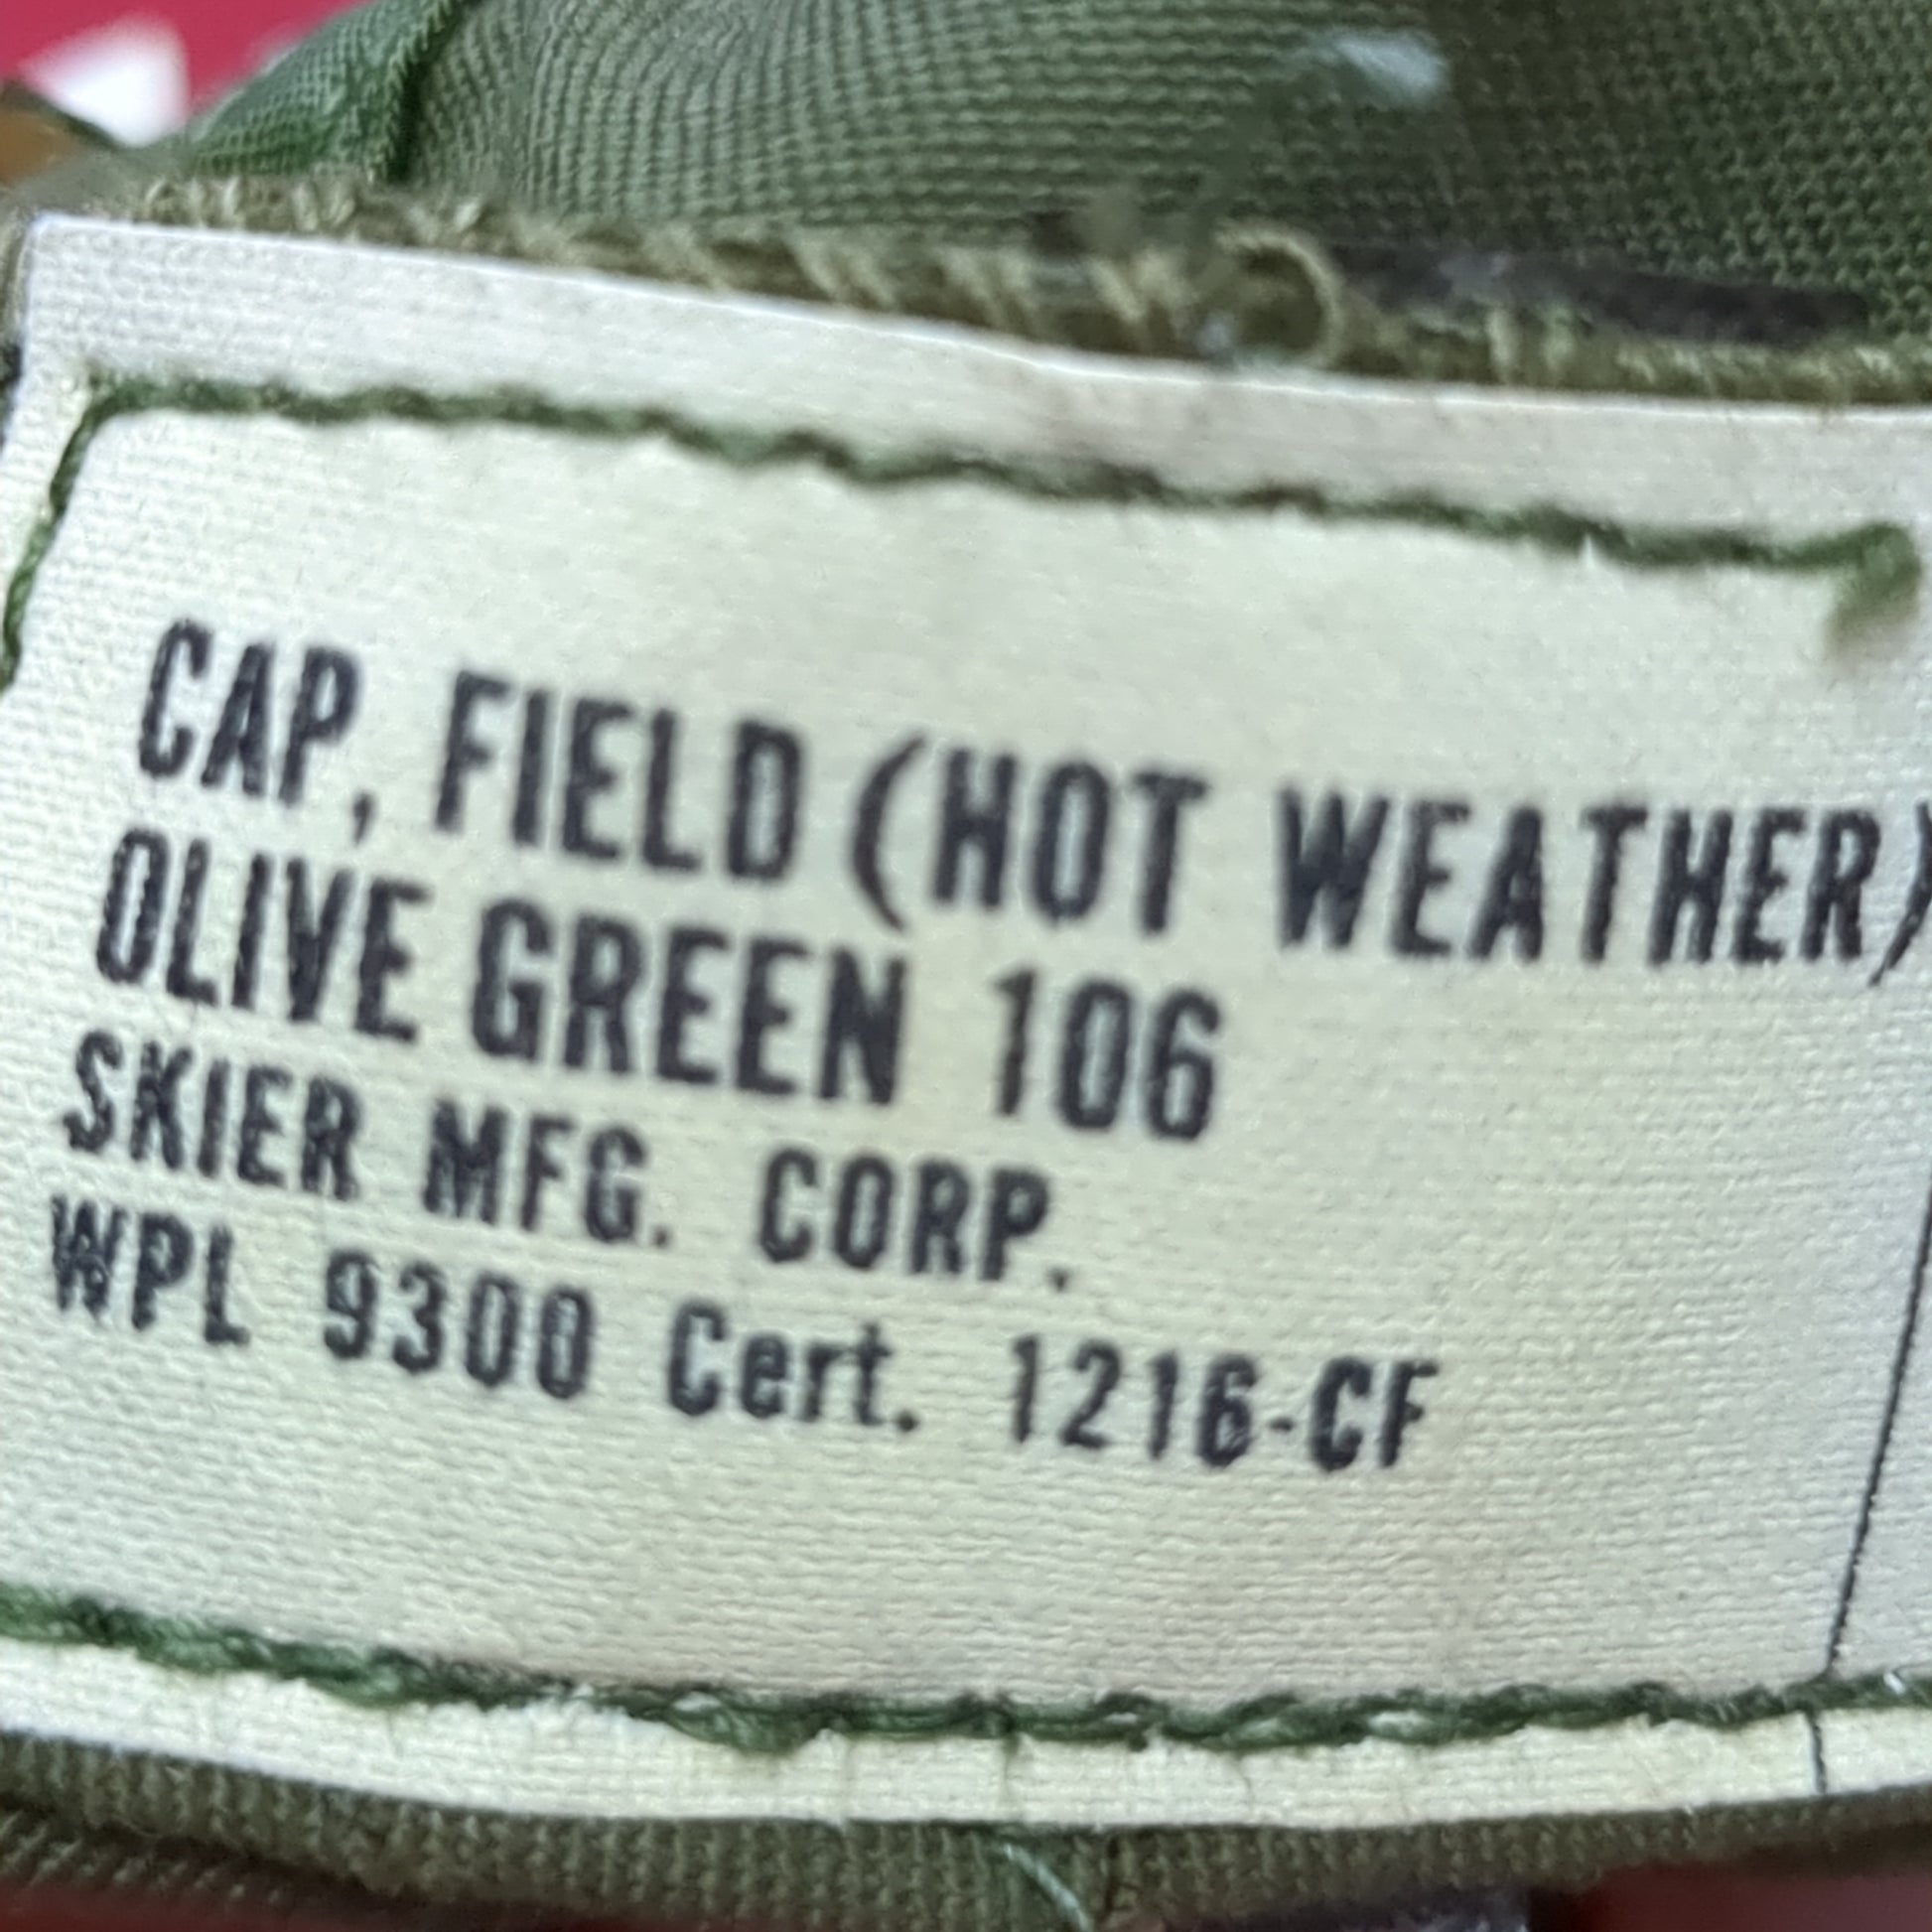 CAP, FIELD (HOT WEATHER)
OLIVE GREEN 106
SKIER MFG. CORP.
WPL 9300 Cert. 1216-CF